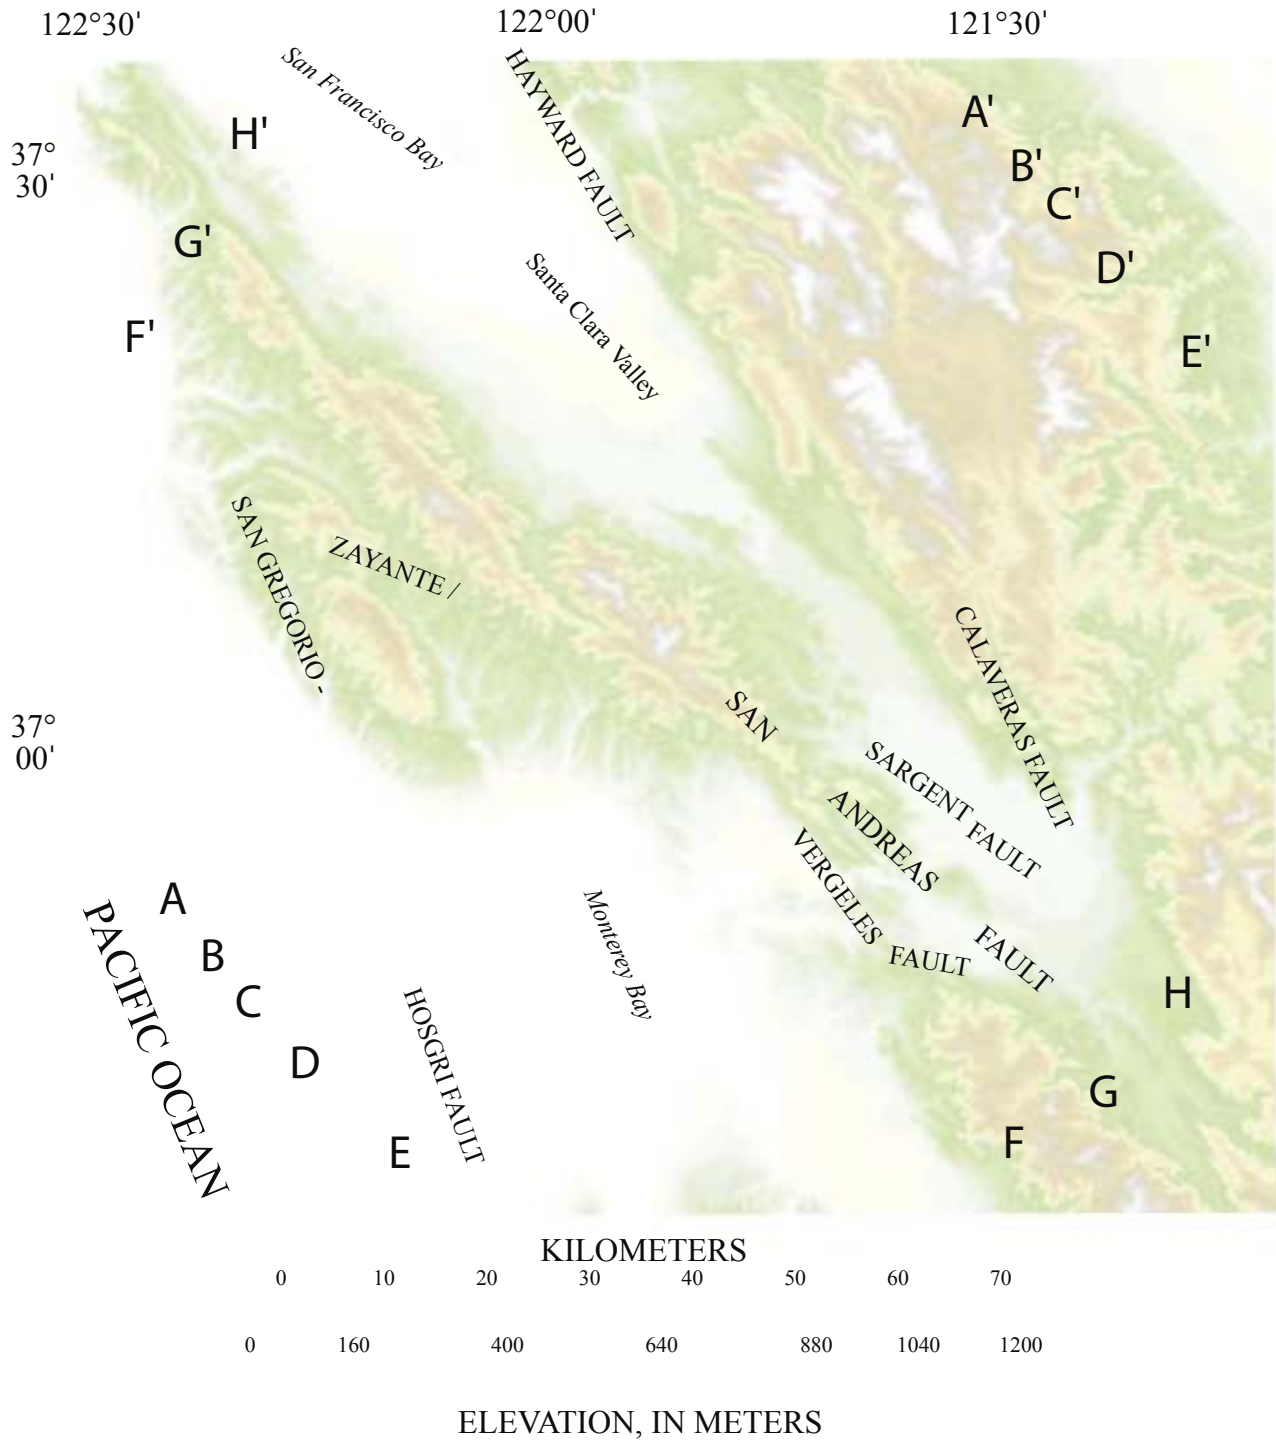 122°30' 122°00' 121°30'
San Francisco Bay
HAYWARD FAULT
A'
H'
B'
37°
30'
C'
G'
D'
Santa Clara Valley
F'
E'
SAN GREGORIO -
ZAYANTE /
CALAVERAS FAULT
SAN
37°
00'
SARGENT FAULT
ANDREAS
VERGELES
FAULT
FAULT
A
PACIFIC OCEAN
B
Monterey Bay
C
HOSGRI FAULT
H
D
G
E
F
KILOMETERS
0 10 20 30 40 50 60 70
0 160 400 640 880 1040 1200
ELEVATION, IN METERS